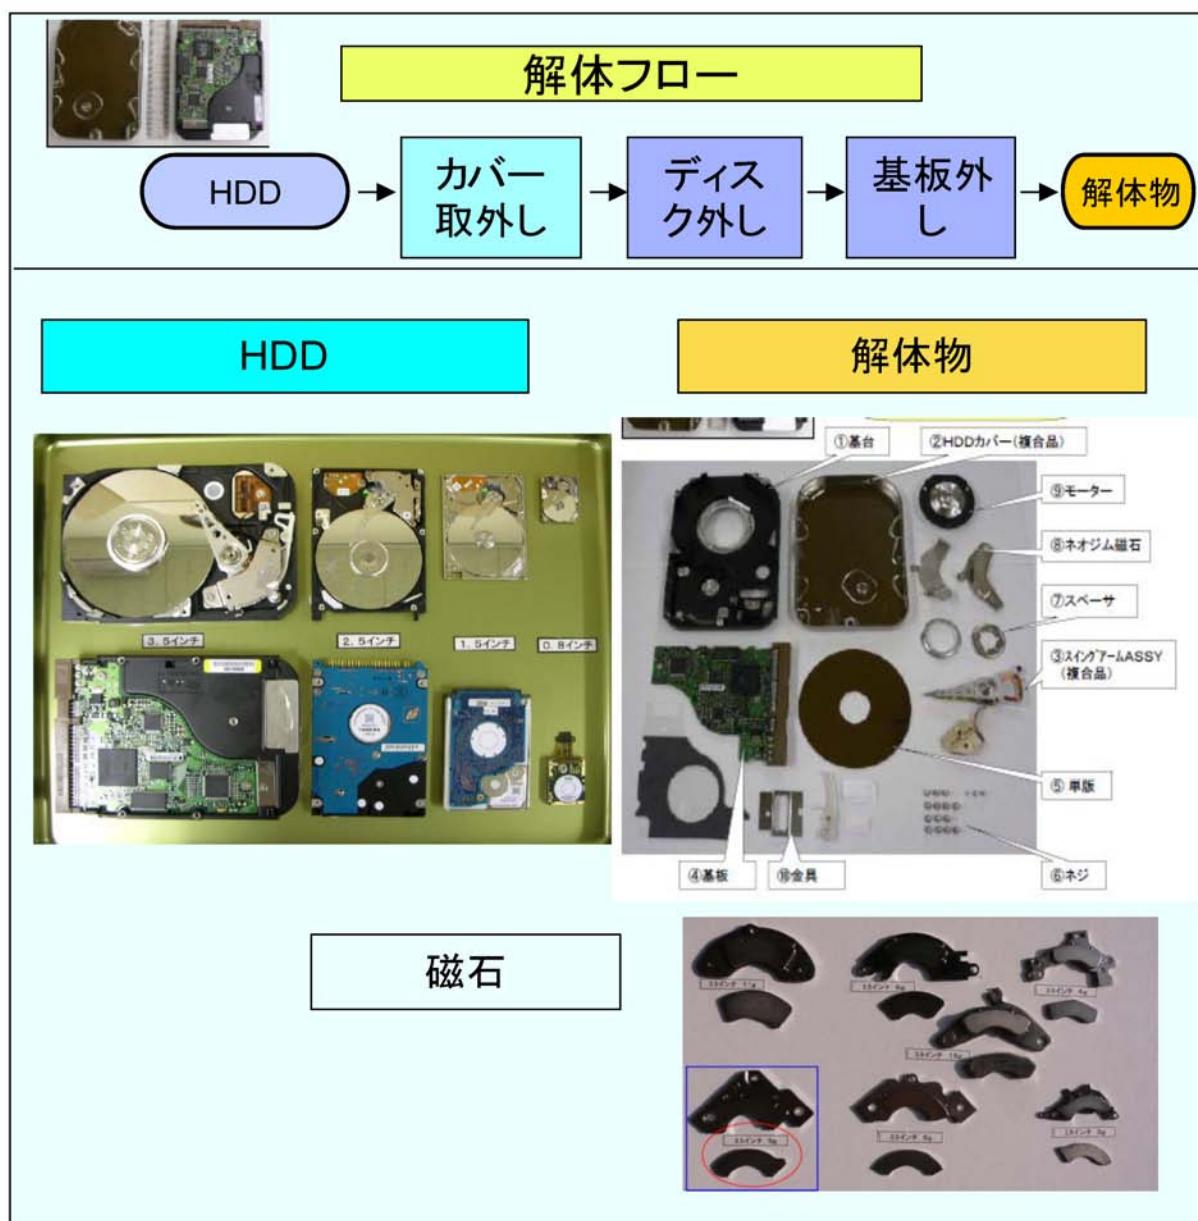 解体フロー
HDD
カバー
取外し
ディス
ク外し
基板外
し
解体物
HDD
解体物
3.5インチ
2.5インチ
1.5インチ
0.8インチ
①基台
②HDDカバー(複合品)
⑨モーター
⑧ネオジム磁石
⑦スペーサ
③スイングアームASSY
(複合品)
⑤単版
④基板
⑩金具
⑥ネジ
磁石